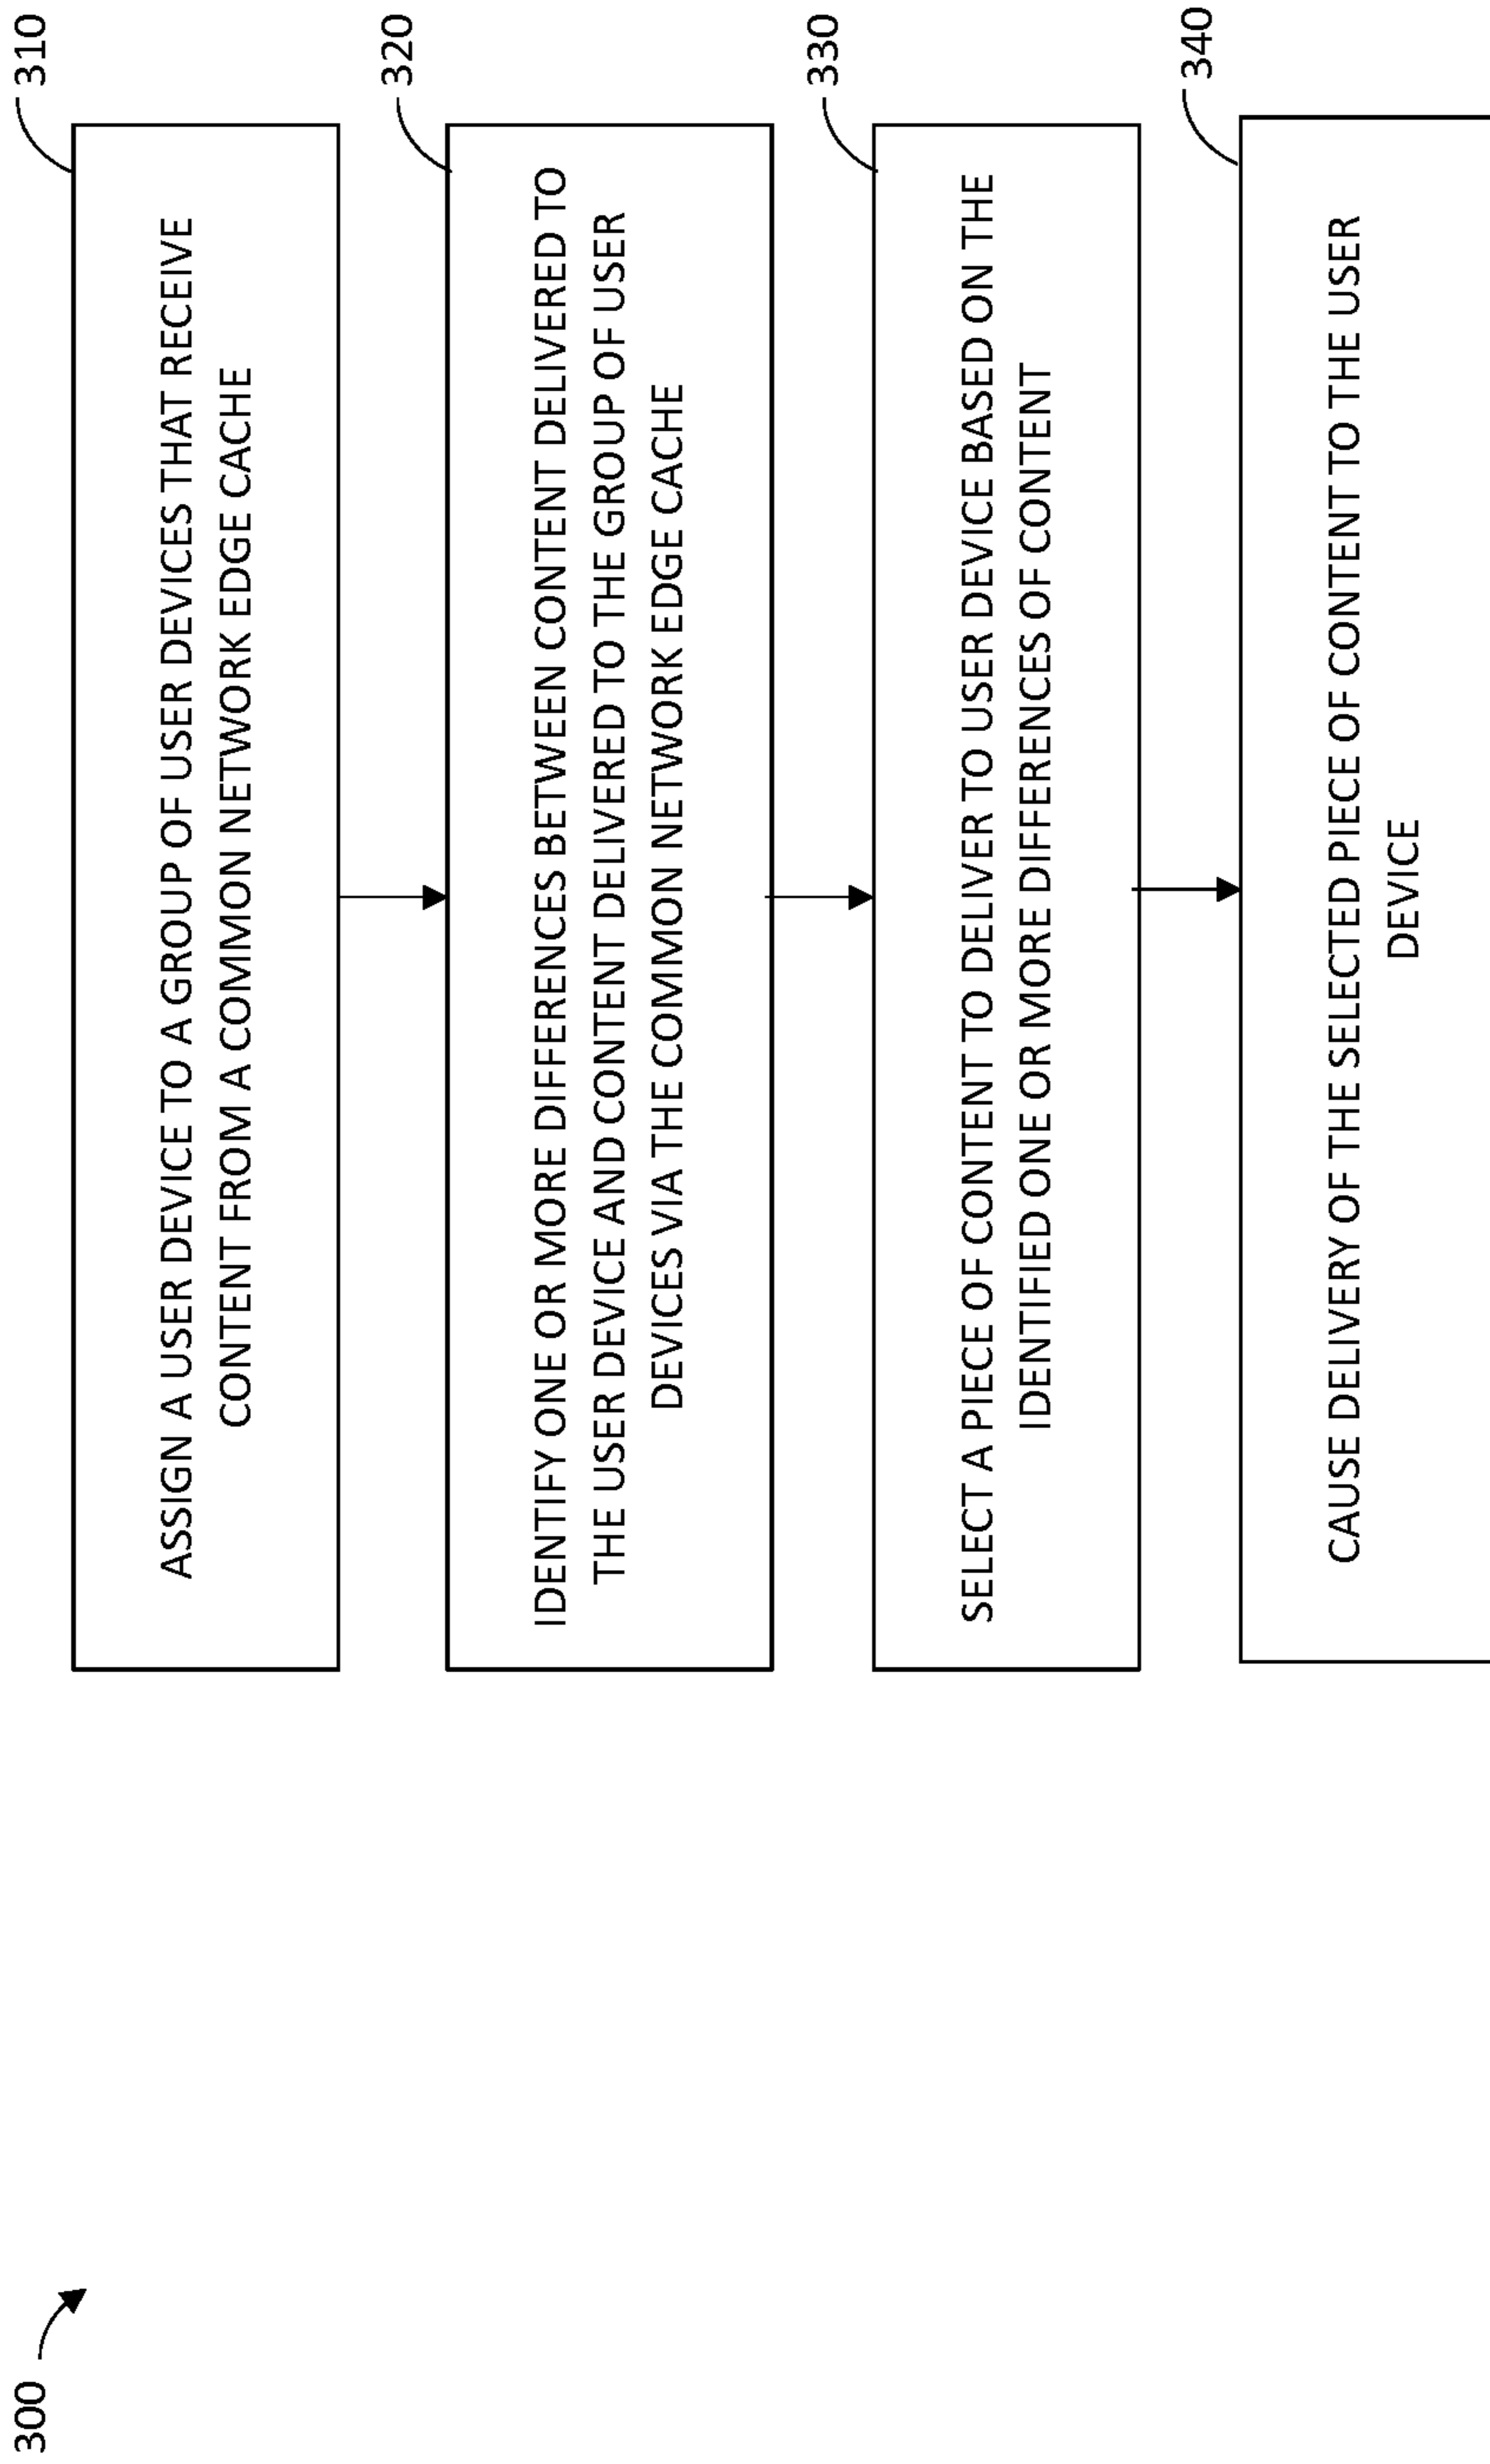 300
310
ASSIGN A USER DEVICE TO A GROUP OF USER DEVICES THAT RECEIVE
CONTENT FROM A COMMON NETWORK EDGE CACHE
320
IDENTIFY ONE OR MORE DIFFERENCES BETWEEN CONTENT DELIVERED TO
THE USER DEVICE AND CONTENT DELIVERED TO THE GROUP OF USER
DEVICES VIA THE COMMON NETWORK EDGE CACHE
330
SELECT A PIECE OF CONTENT TO DELIVER TO USER DEVICE BASED ON THE
IDENTIFIED ONE OR MORE DIFFERENCES OF CONTENT
340
CAUSE DELIVERY OF THE SELECTED PIECE OF CONTENT TO THE USER
DEVICE